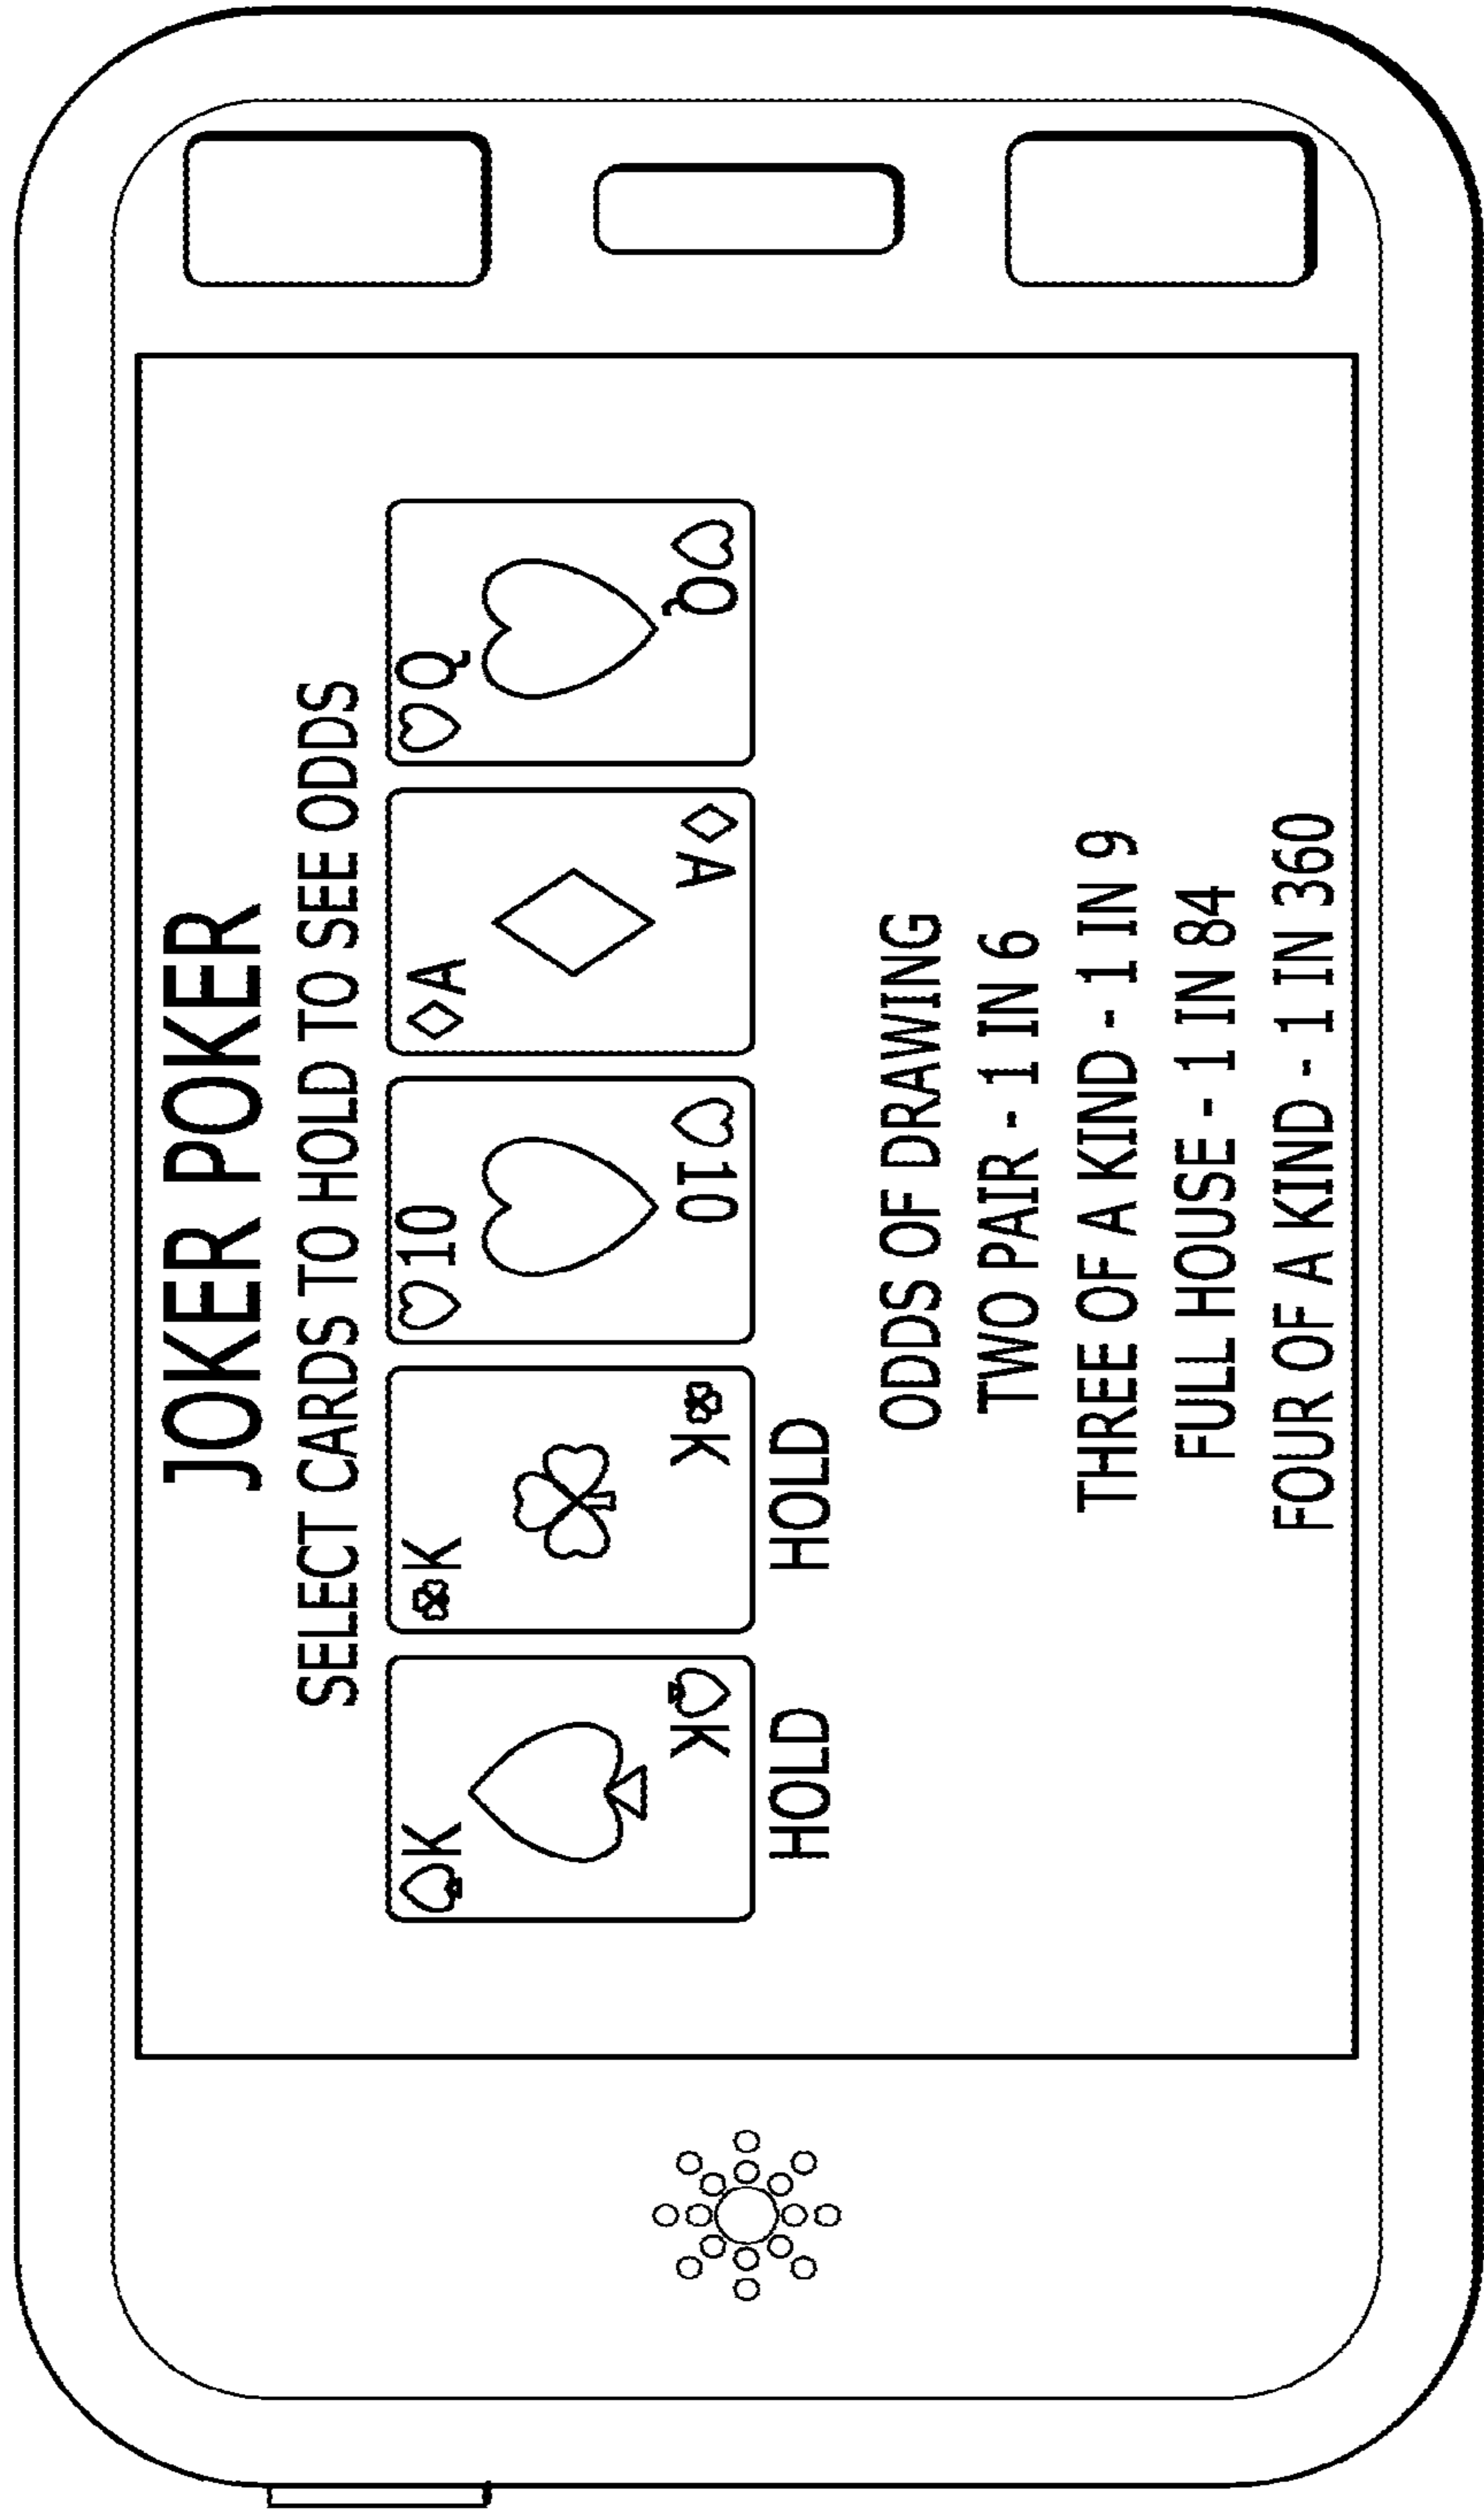 JOKER POKER
SELECT CARDS TO HOLD TO SEE ODDS
K K 10 A Q
K K 10 A Q
HOLD HOLD
ODDS OF DRAWING
TWO PAIR - 1 IN 6
THREE OF A KIND - 1 IN 9
FULL HOUSE - 1 IN 84
FOUR OF A KIND - 1 IN 360